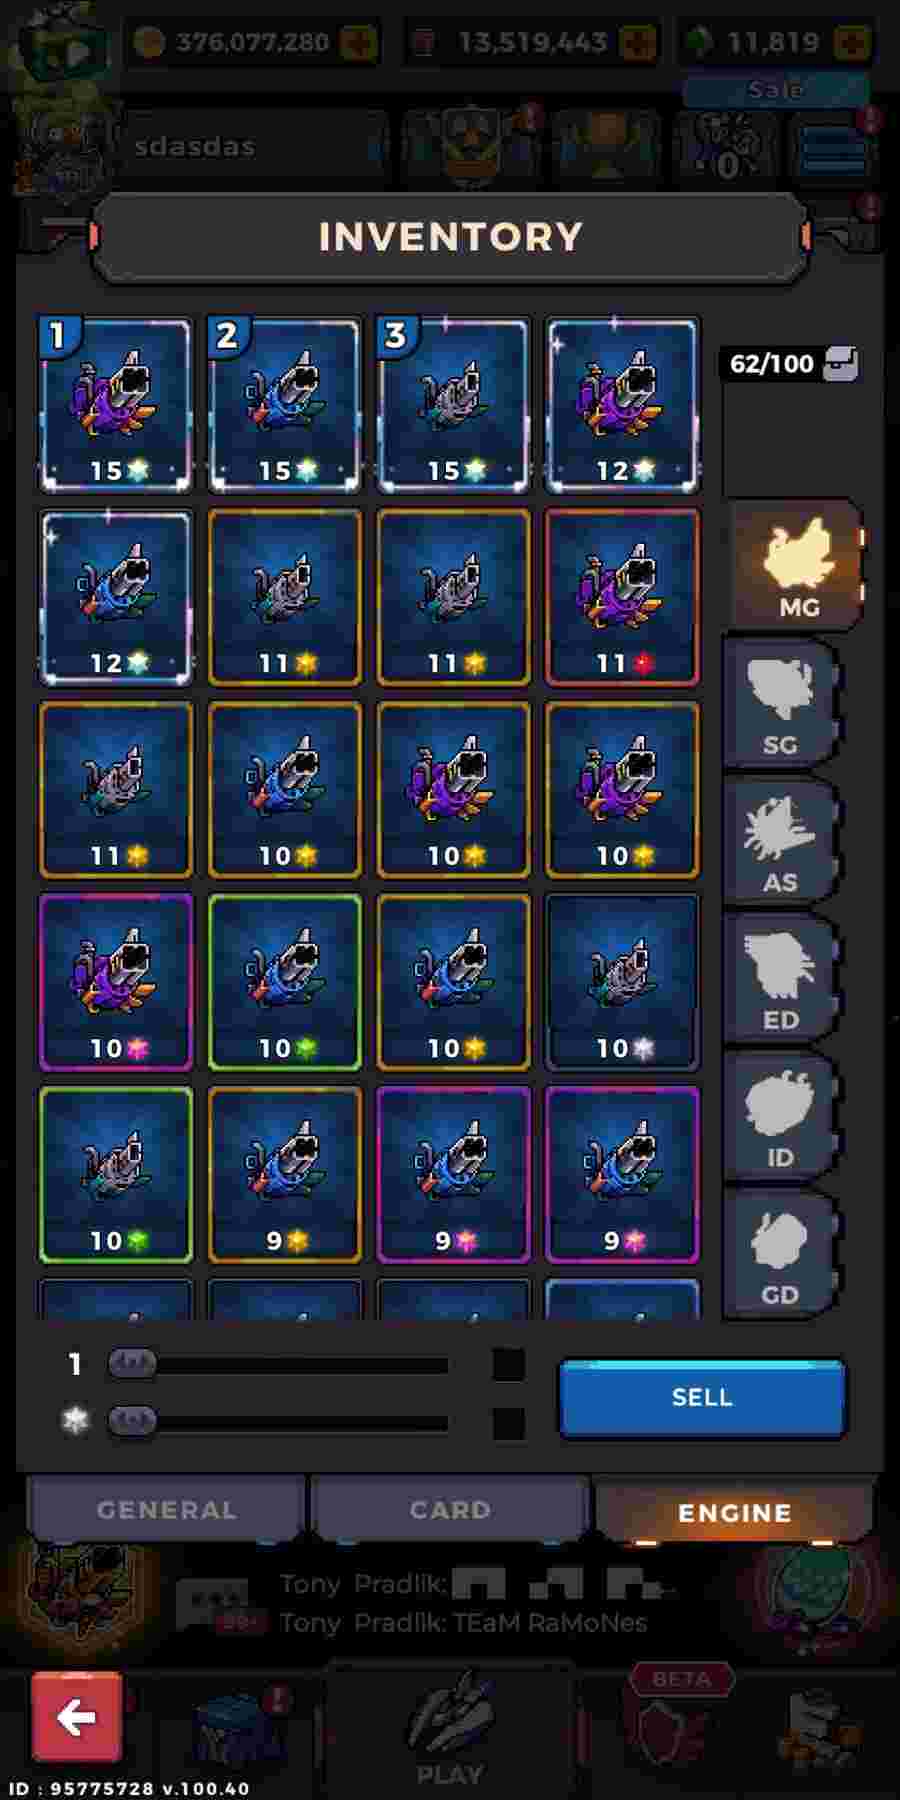 376,077,280
13,519,443
11,819
Sale
sdasdas
0
INVENTORY
62/100
1
15
2
15
3
15
12
12
11
11
11
11
10
10
10
10
10
10
10
10
9
9
9
MG
SG
AS
ED
ID
GD
1
SELL
GENERAL
CARD
ENGINE
Tony Pradlik:
99+
Tony Pradlik: TEaM RaMoNes
BETA
PLAY
ID : 95775728 v.100.40